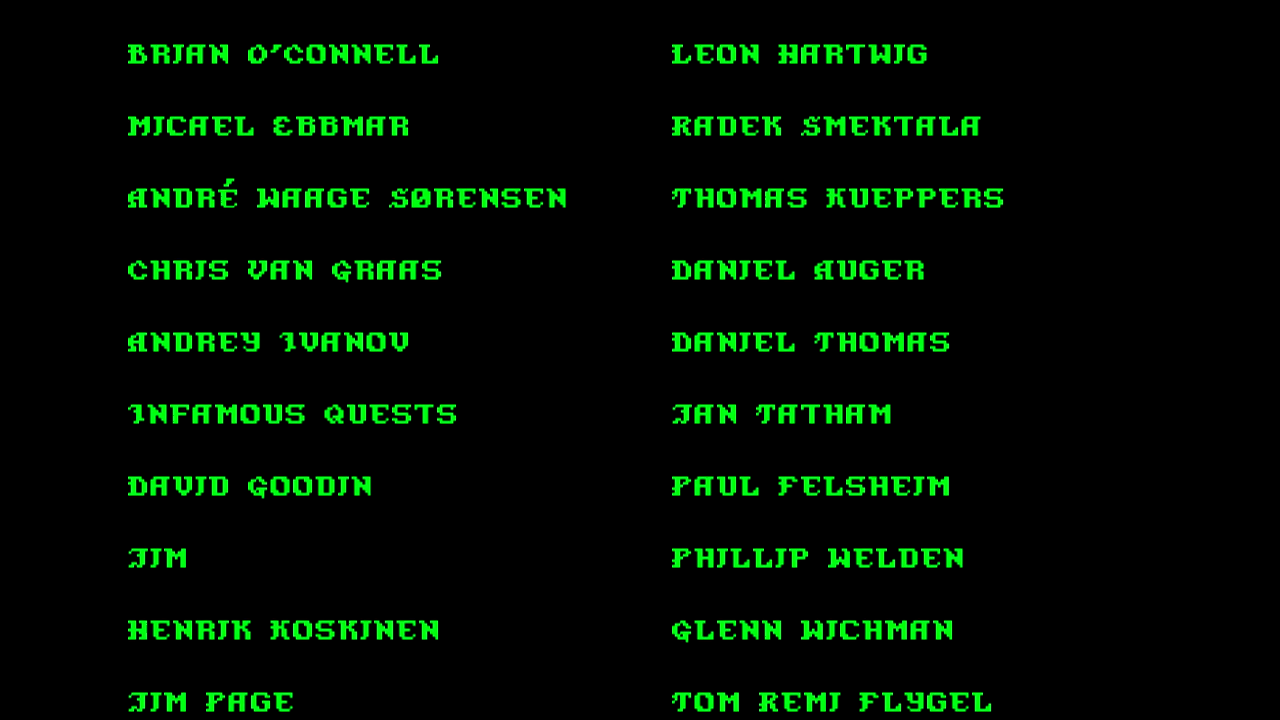 BRIAN O'CONNELL
LEON HARTWIG
MICAEL EBBMAR
RADEK SMEKTALA
ANDRÉ WAAGE SØRENSEN
THOMAS KUEPPERS
CHRIS VAN GRAAS
DANIEL AUGER
ANDREY IVANOV
DANIEL THOMAS
INFAMOUS QUESTS
JAN TATHAM
DAVID GOODIN
PAUL FELSHEIM
JIM
PHILLIP WELDEN
HENRIK KOSKINEN
GLENN WICHMAN
JIM PAGE
TOM REMI FLYGEL